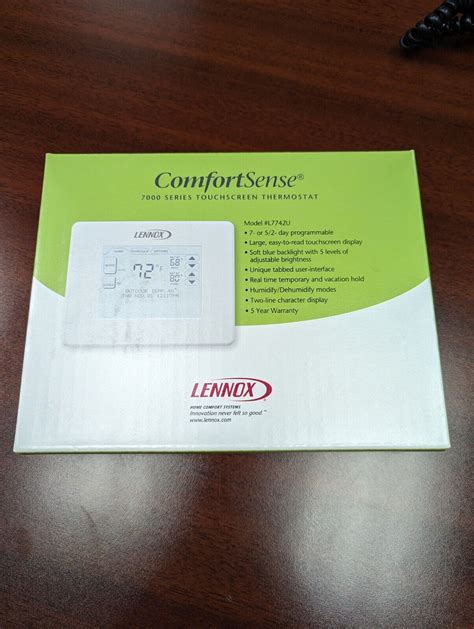 ComfortSense®
7000 SERIES TOUCHSCREEN THERMOSTAT
Model #L7742U
• 7- or 5/2- day programmable
• Large, easy-to-read touchscreen display
• Soft blue backlight with 5 levels of
adjustable brightness
• Unique tabbed user-interface
• Real time temporary and vacation hold
• Humidify/Dehumidify modes
• Two-line character display
• 5 Year Warranty
LENNOX
72°F
OUTDOOR TEMP
LENNOX
HOME COMFORT SYSTEMS
Innovation never felt so good.™
www.lennox.com